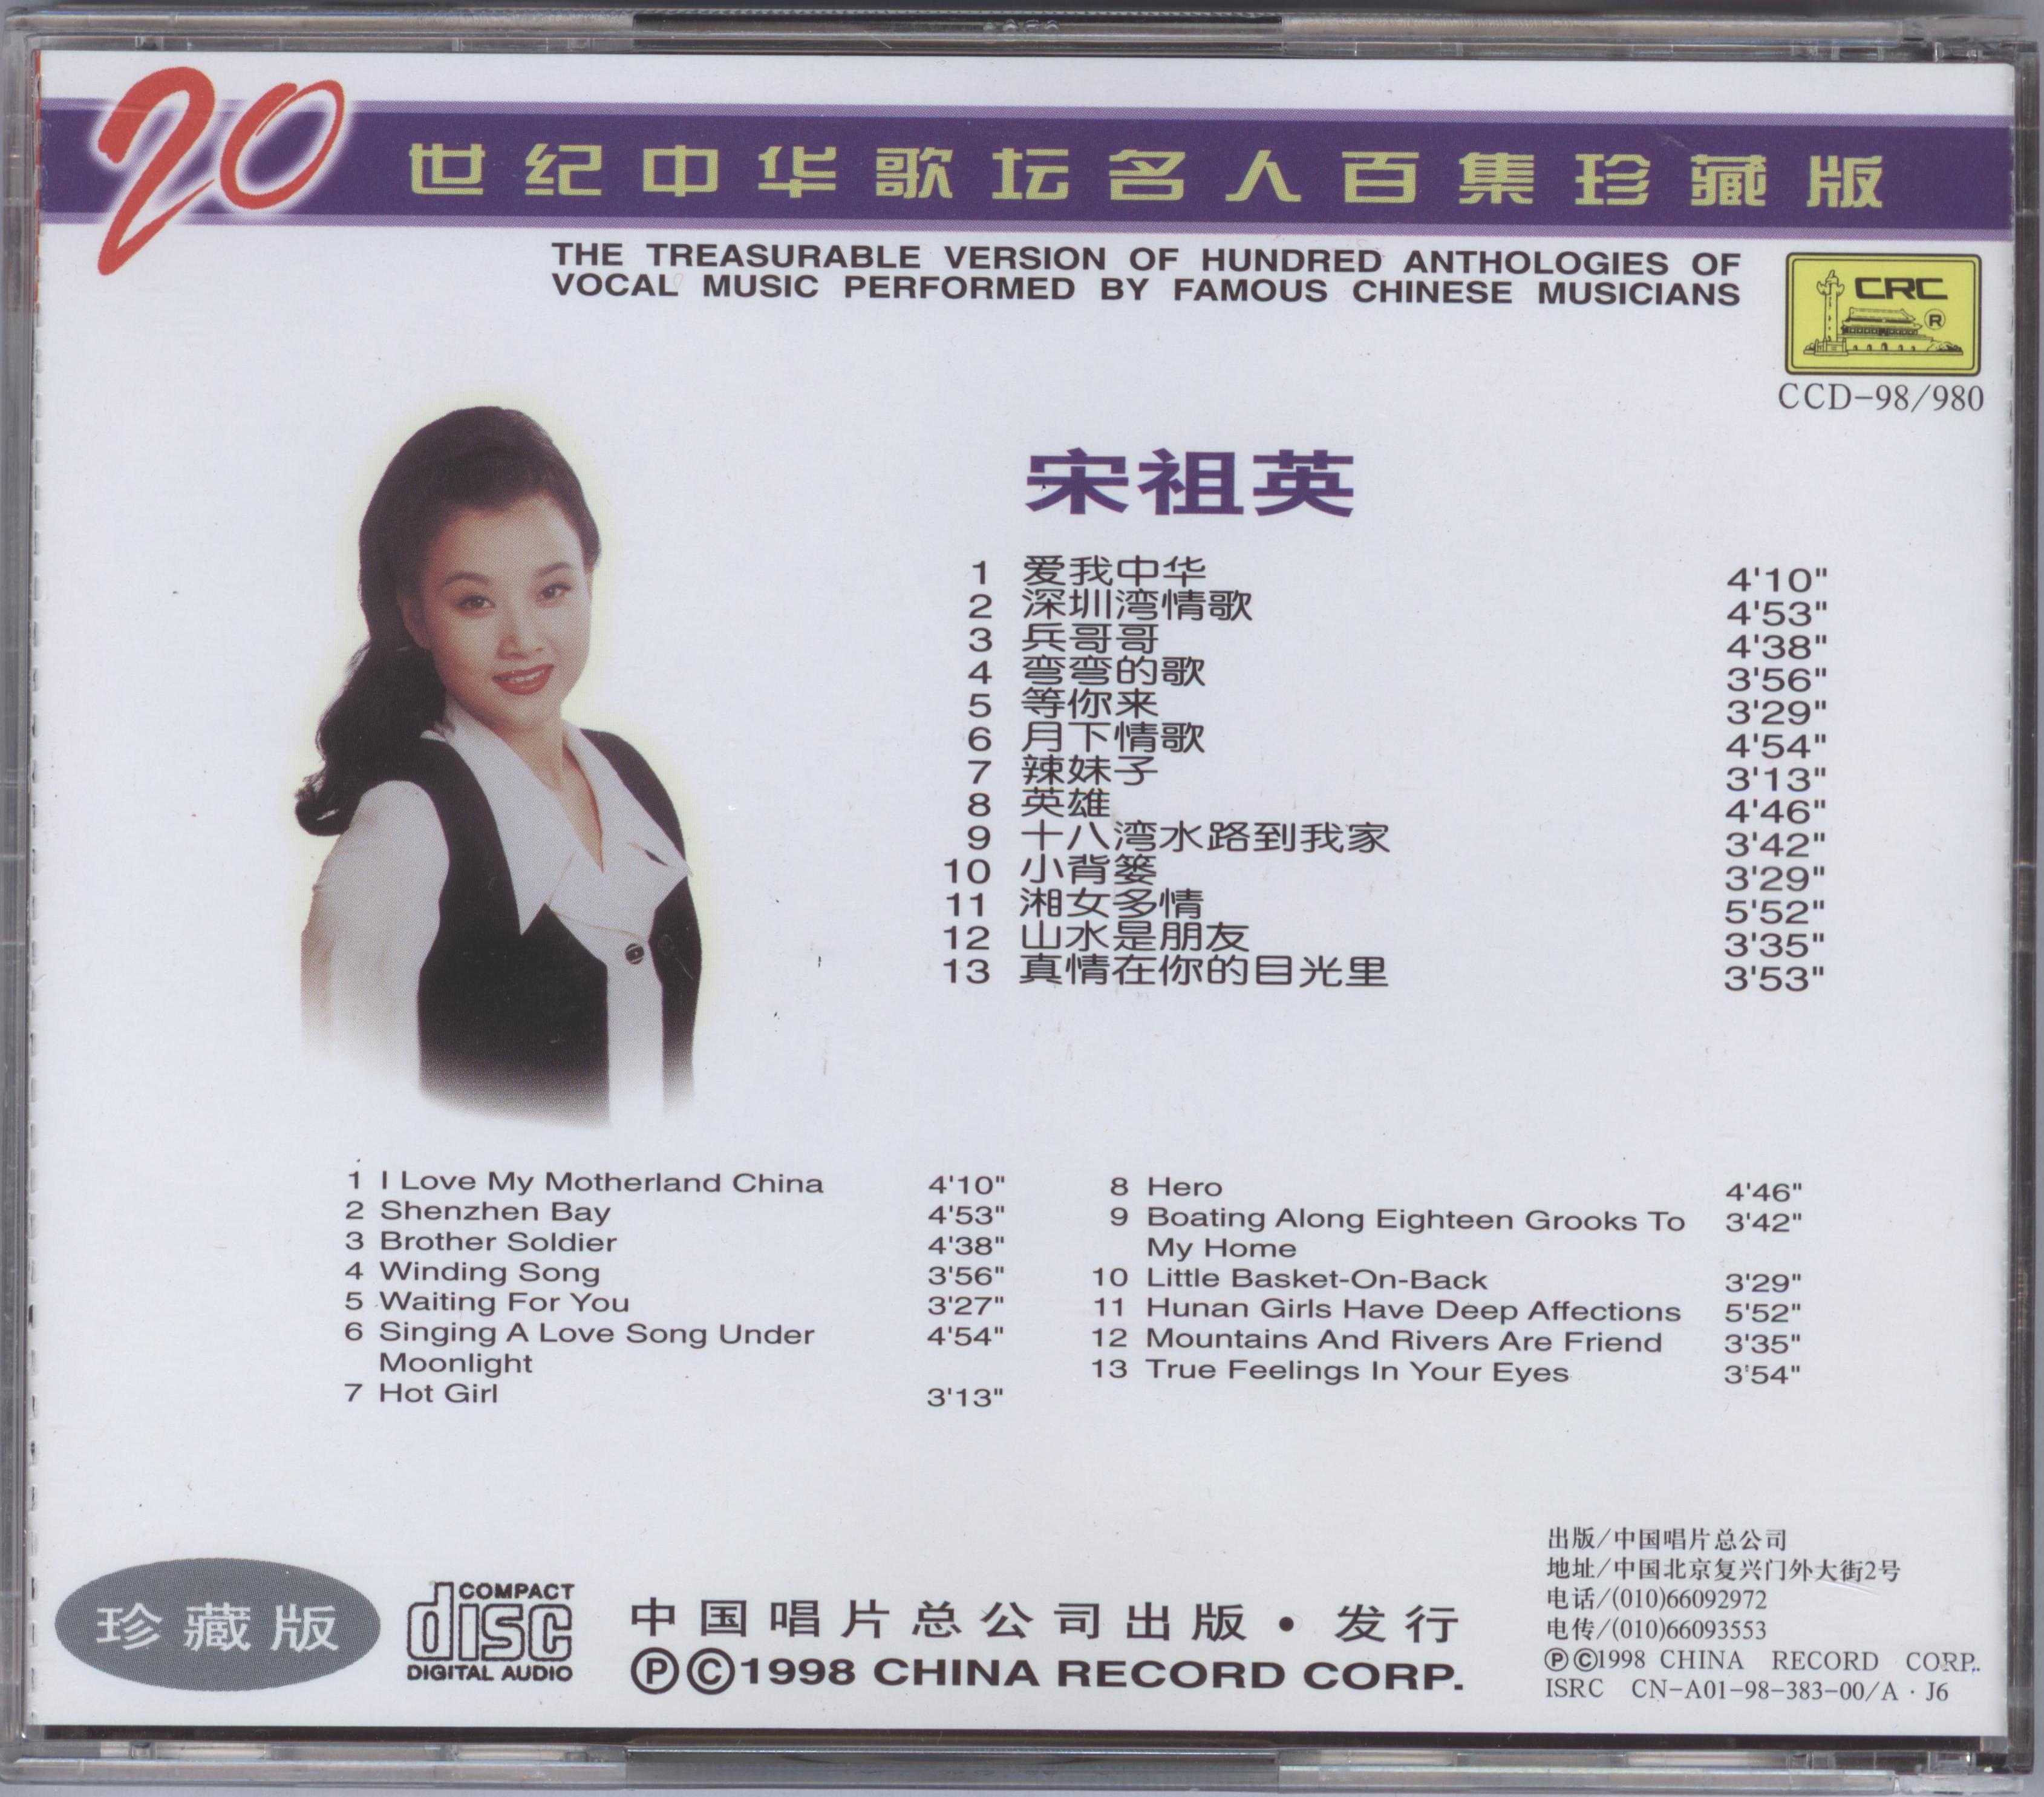 20世纪中华歌坛名人百集珍藏版
THE TREASURABLE VERSION OF HUNDRED ANTHOLOGIES OF
VOCAL MUSIC PERFORMED BY FAMOUS CHINESE MUSICIANS
CRC
®
CCD-98/980
宋祖英
1 爱我中华 4'10"
2 深圳湾情歌 4'53"
3 兵哥哥 4'38"
4 弯弯的歌 3'56"
5 等你来 3'29"
6 月下情歌 4'54"
7 辣妹子 3'13"
8 英雄 4'46"
9 十八湾水路到我家 3'42"
10 小背篓 3'29"
11 湘女多情 5'52"
12 山水是朋友 3'35"
13 真情在你的目光里 3'53"
1 I Love My Motherland China 4'10"
2 Shenzhen Bay 4'53"
3 Brother Soldier 4'38"
4 Winding Song 3'56"
5 Waiting For You 3'27"
6 Singing A Love Song Under 4'54"
Moonlight
7 Hot Girl 3'13"
8 Hero 4'46"
9 Boating Along Eighteen Grooks To 3'42"
My Home
10 Little Basket-On-Back 3'29"
11 Hunan Girls Have Deep Affections 5'52"
12 Mountains And Rivers Are Friend 3'35"
13 True Feelings In Your Eyes 3'54"
珍藏版
COMPACT
disc
DIGITAL AUDIO
中国唱片总公司出版·发行
℗©1998 CHINA RECORD CORP.
出版/中国唱片总公司
地址/中国北京复兴门外大街2号
电话/(010)66092972
电传/(010)66093553
℗©1998 CHINA RECORD CORP.
ISRC CN-A01-98-383-00/A·J6